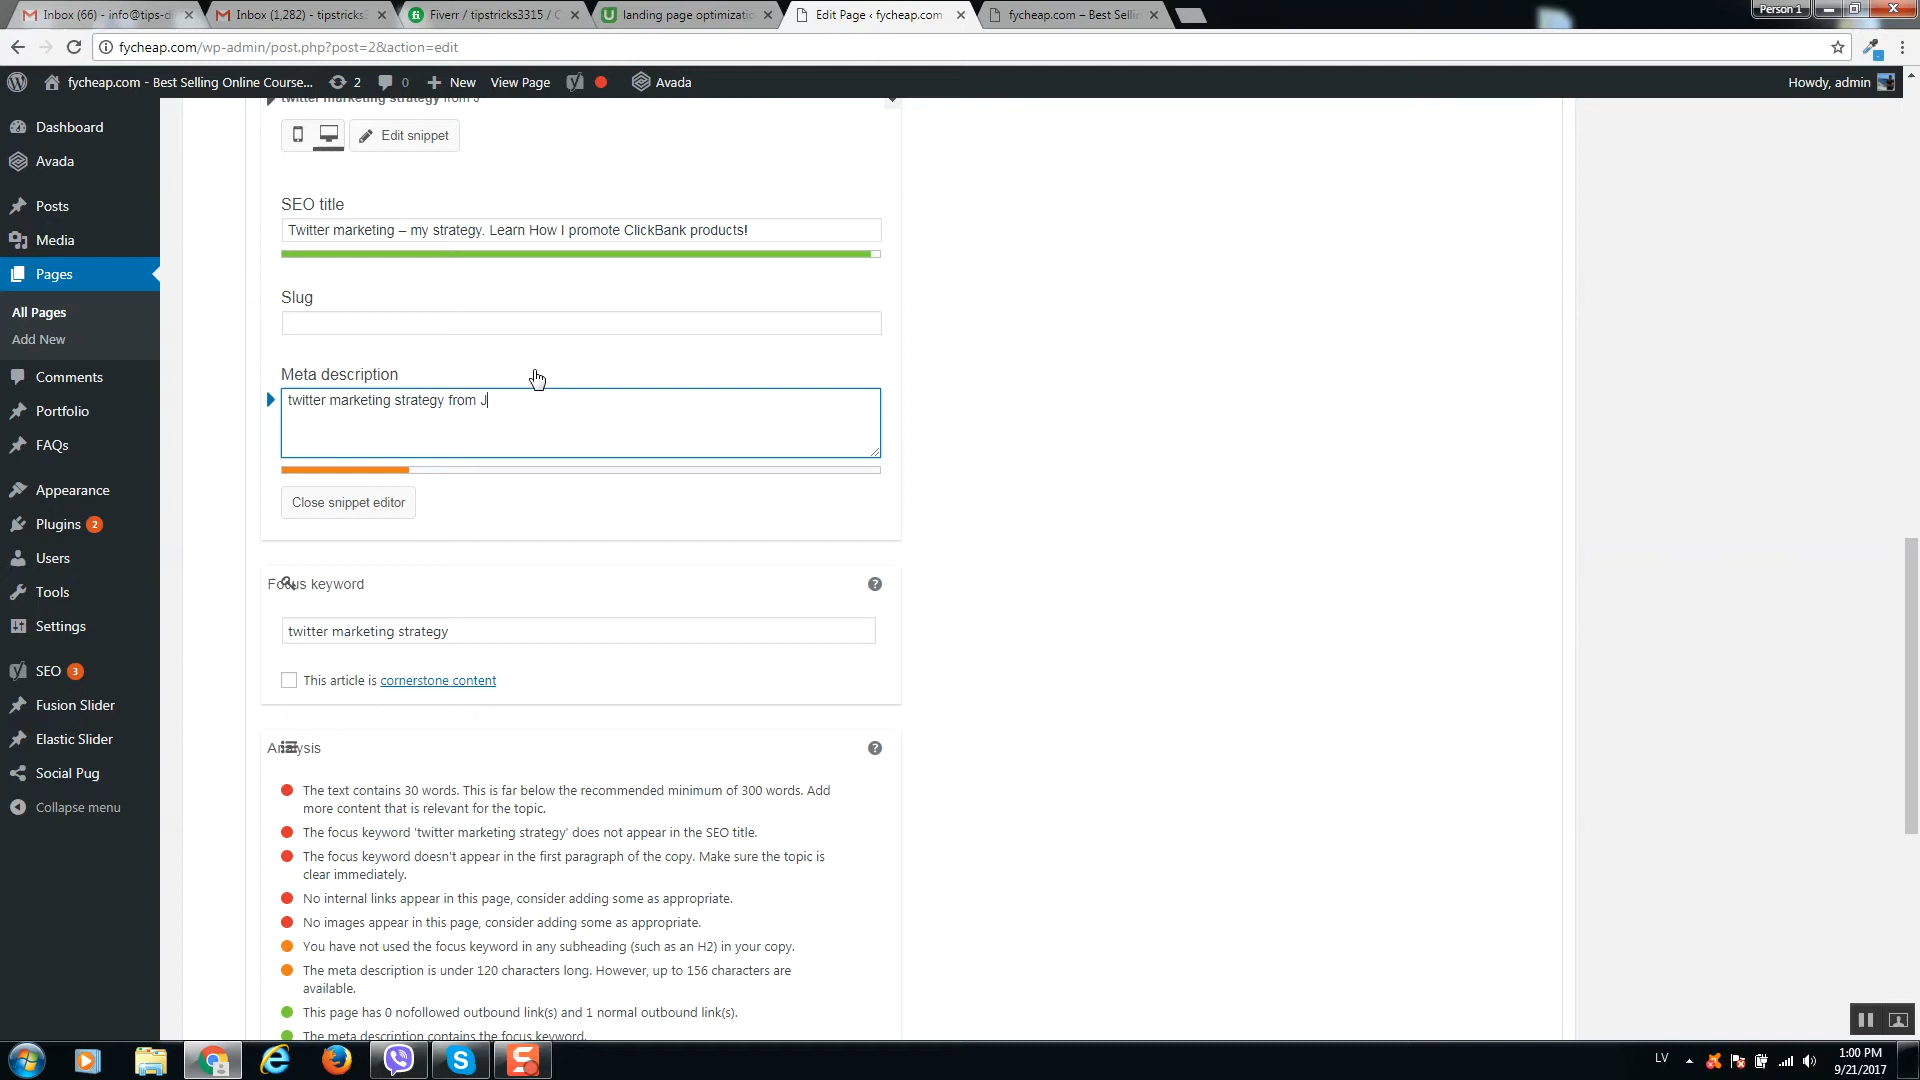 Inbox (66) - info@tips-d
Inbox (1,282) - tipstricks3
Fiverr / tipstricks3315 / C
landing page optimizatio
Edit Page ‹ fycheap.com
fycheap.com – Best Selli
Person 1
fycheap.com/wp-admin/post.php?post=2&action=edit
fycheap.com - Best Selling Online Course...
2
0
New
View Page
Avada
Howdy, admin
Dashboard
Avada
Posts
Media
Pages
All Pages
Add New
Comments
Portfolio
FAQs
Appearance
Plugins 2
Users
Tools
Settings
SEO 3
Fusion Slider
Elastic Slider
Social Pug
Collapse menu
twitter marketing strategy from J
Edit snippet
SEO title
Twitter marketing – my strategy. Learn How I promote ClickBank products!
Slug
Meta description
twitter marketing strategy from J
Close snippet editor
Focus keyword
twitter marketing strategy
This article is cornerstone content
Analysis
The text contains 30 words. This is far below the recommended minimum of 300 words. Add
more content that is relevant for the topic.
The focus keyword 'twitter marketing strategy' does not appear in the SEO title.
The focus keyword doesn't appear in the first paragraph of the copy. Make sure the topic is
clear immediately.
No internal links appear in this page, consider adding some as appropriate.
No images appear in this page, consider adding some as appropriate.
You have not used the focus keyword in any subheading (such as an H2) in your copy.
The meta description is under 120 characters long. However, up to 156 characters are
available.
This page has 0 nofollowed outbound link(s) and 1 normal outbound link(s).
The meta description contains the focus keyword.
LV
1:00 PM
9/21/2017